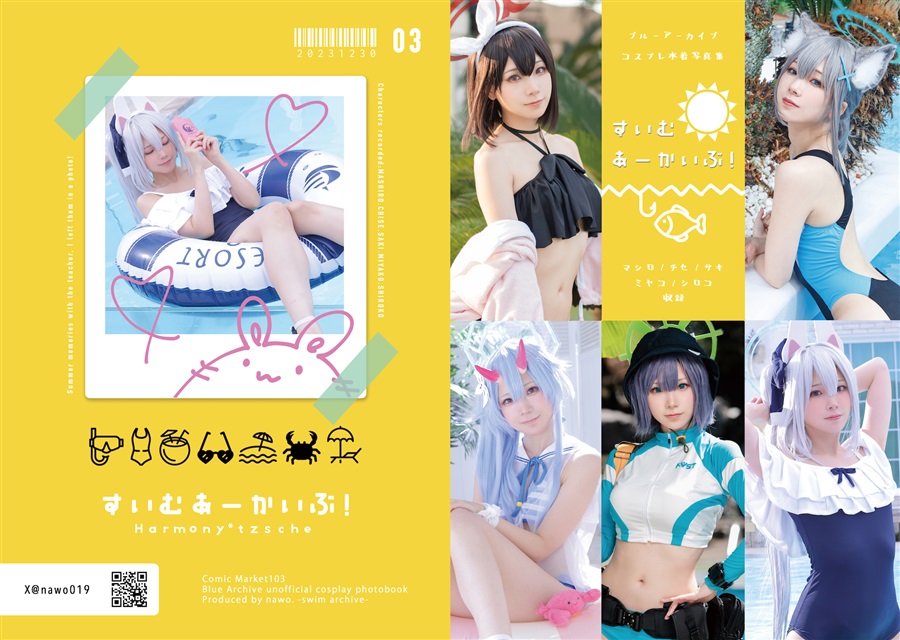 20231230
03
Characters recorded:MASHIRO.CHISE.SAKI.MIYAKO.SHIROKO
Summer memories with the teacher, I left them in a photo!
RESORT
すいむあーかいぶ！
Harmony*tzsche
X@nawo019
Comic Market103
Blue Archive unofficial cosplay photobook
Produced by nawo. -swim archive-
ブルーアーカイブ
コスプレ水着写真集
すいむ
あーかいぶ！
マシロ/チセ/サキ
ミヤコ/シロコ
収録